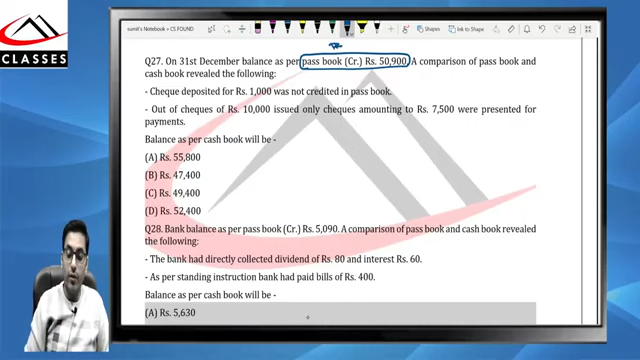 CLASSES
sumit's Notebook » CS FOUND
Shapes
Ink to Shape
Q27. On 31st December balance as per pass book (Cr.) Rs. 50,900. A comparison of pass book and
cash book revealed the following:
- Cheque deposited for Rs. 1,000 was not credited in pass book.
- Out of cheques of Rs. 10,000 issued only cheques amounting to Rs. 7,500 were presented for
payments.
Balance as per cash book will be -
(A) Rs. 55,800
(B) Rs. 47,400
(C) Rs. 49,400
(D) Rs. 52,400
Q28. Bank balance as per pass book (Cr.) Rs. 5,090. A comparison of pass book and cash book revealed
the following:
- The bank had directly collected dividend of Rs. 80 and interest Rs. 60.
- As per standing instruction bank had paid bills of Rs. 400.
Balance as per cash book will be -
(A) Rs. 5,630